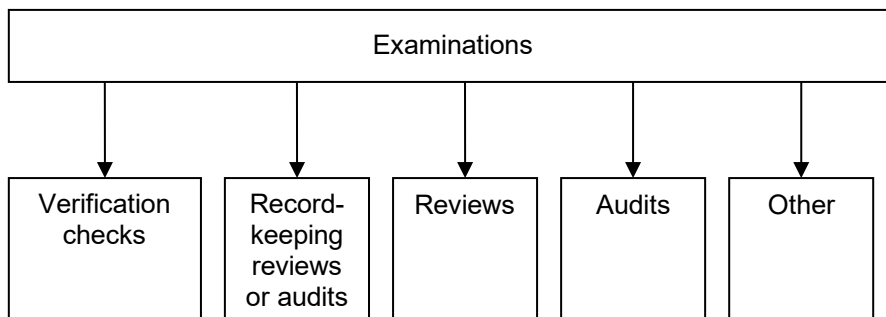 Examinations
Verification
checks
Record-
keeping
reviews
or audits
Reviews
Audits
Other